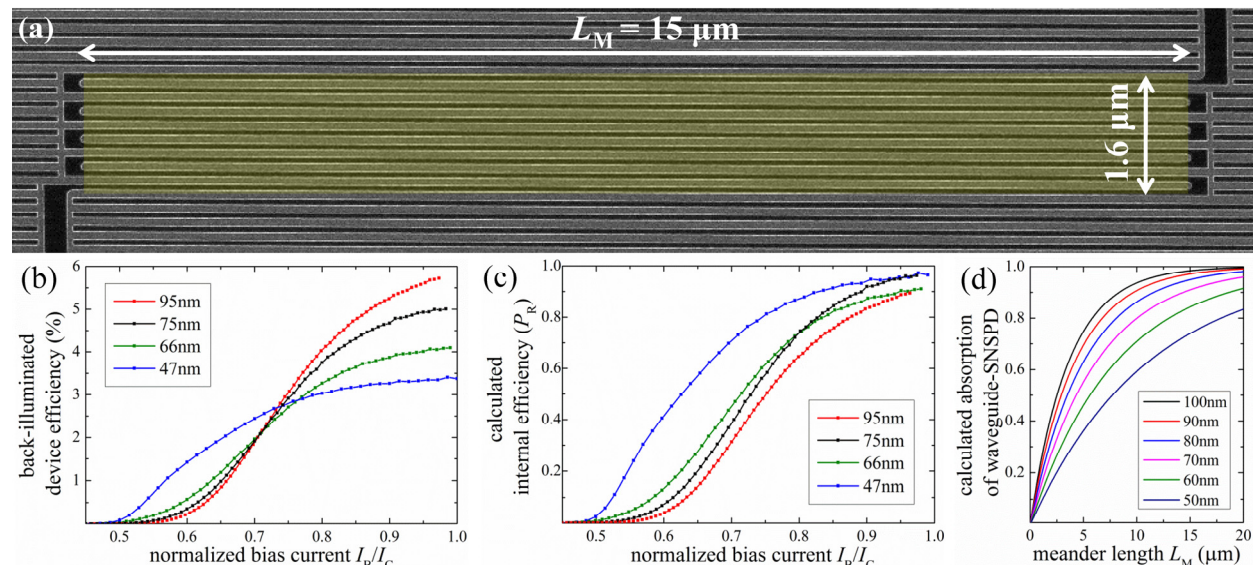 (a)
L_M = 15 μm
1.6 μm
(b)
6
5
4
3
2
1
0.5 0.6 0.7 0.8 0.9 1.0
back-illuminated
device efficiency (%)
95nm
75nm
66nm
47nm
normalized bias current I_B/I_C
(c)
1.0
0.8
0.6
0.4
0.2
0.5 0.6 0.7 0.8 0.9 1.0
calculated
internal efficiency (P_R)
95nm
75nm
66nm
47nm
normalized bias current I_B/I_C
(d)
1.0
0.8
0.6
0.4
0.2
0 5 10 15 20
calculated absorption
of waveguide-SNSPD
100nm
90nm
80nm
70nm
60nm
50nm
meander length L_M (μm)